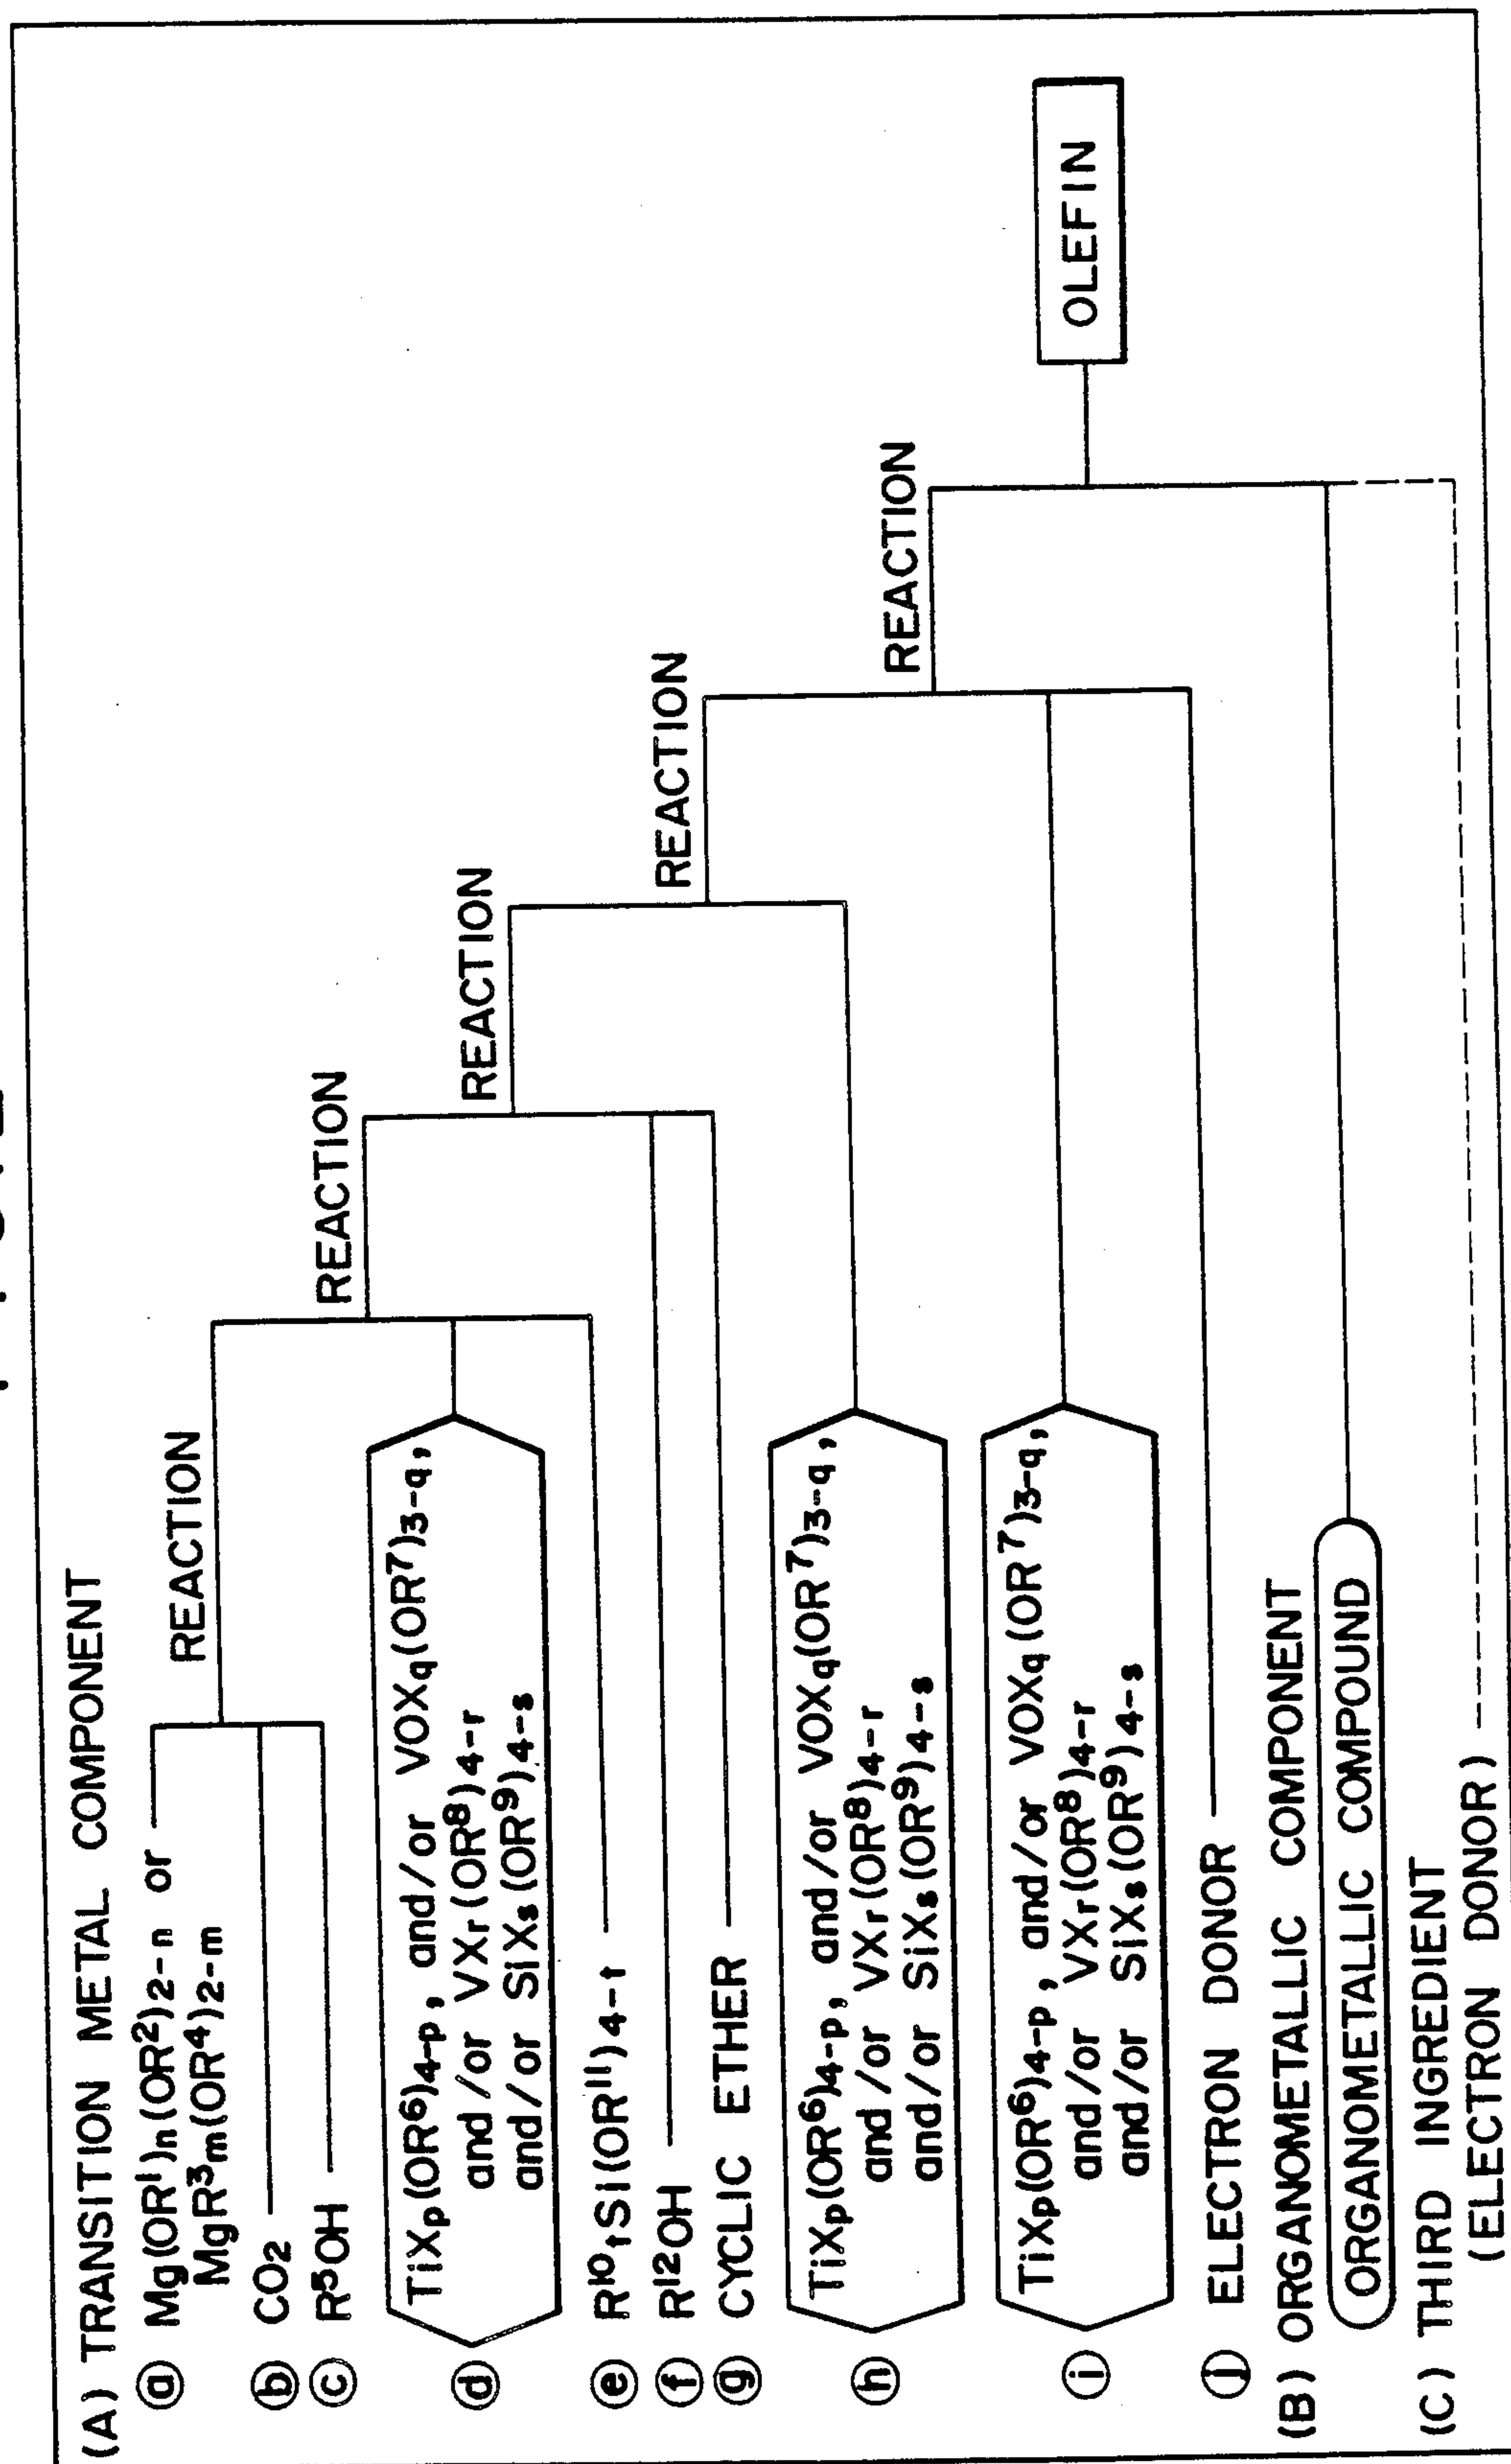 (A) TRANSITION METAL COMPONENT
ⓐ Mg(OR¹)ₙ(OR²)₂₋ₙ or
MgR³ₘ(OR⁴)₂₋ₘ
REACTION
ⓑ CO₂
ⓒ R⁵OH
REACTION
ⓓ TiXₚ(OR⁶)₄₋ₚ, and/or VOX_q(OR⁷)₃₋q,
and/or VXᵣ(OR⁸)₄₋ᵣ
and/or SiXₛ(OR⁹)₄₋ₛ
REACTION
ⓔ R¹⁰ₜSi(OR¹¹)₄₋ₜ
ⓕ R¹²OH
ⓖ CYCLIC ETHER
REACTION
ⓗ TiXₚ(OR⁶)₄₋ₚ, and/or VOX_q(OR⁷)₃₋q,
and/or VXᵣ(OR⁸)₄₋ᵣ
and/or SiXₛ(OR⁹)₄₋ₛ
REACTION
ⓘ TiXₚ(OR⁶)₄₋ₚ, and/or VOX_q(OR⁷)₃₋q,
and/or VXᵣ(OR⁸)₄₋ᵣ
and/or SiXₛ(OR⁹)₄₋ₛ
OLEFIN
ⓙ ELECTRON DONOR
(B) ORGANOMETALLIC COMPONENT
ORGANOMETALLIC COMPOUND
(C) THIRD INGREDIENT
(ELECTRON DONOR)